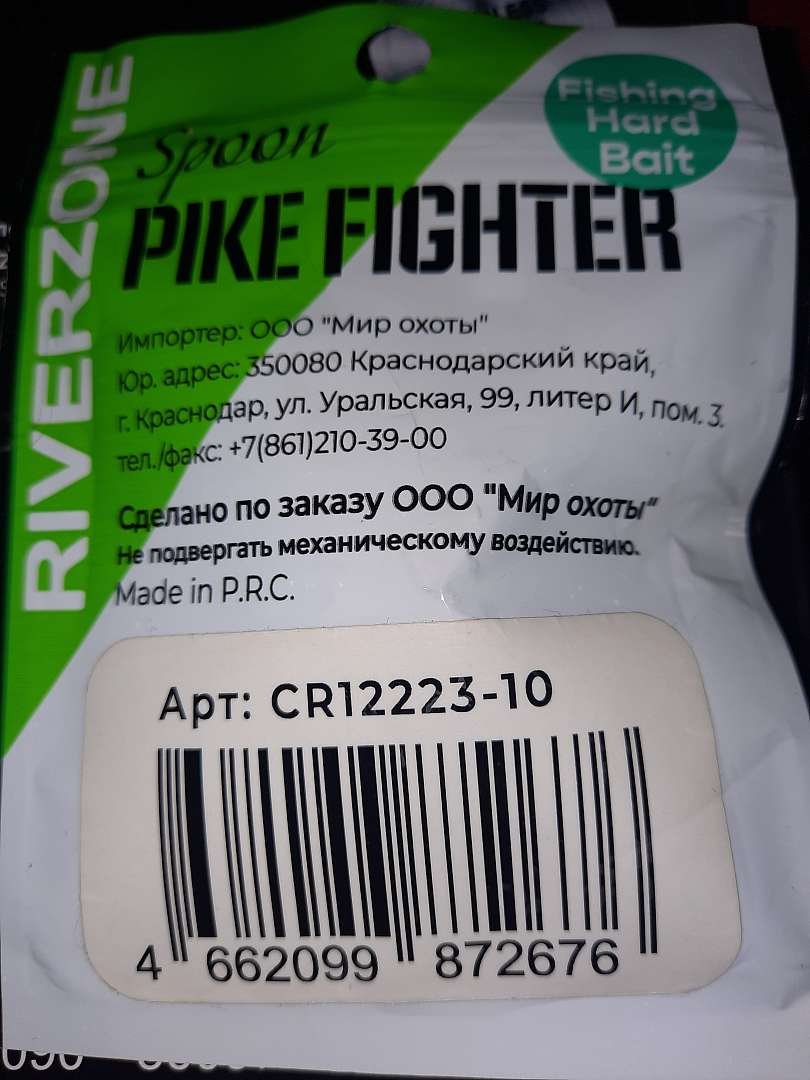 RIVERZONE
Spoon
PIKE FIGHTER
Fishing
Hard
Bait
Импортер: ООО "Мир охоты"
Юр. адрес: 350080 Краснодарский край,
г. Краснодар, ул. Уральская, 99, литер И, пом. 3.
тел./факс: +7(861)210-39-00
Сделано по заказу ООО "Мир охоты"
Не подвергать механическому воздействию.
Made in P.R.C.
Арт: CR12223-10
4 662099 872676